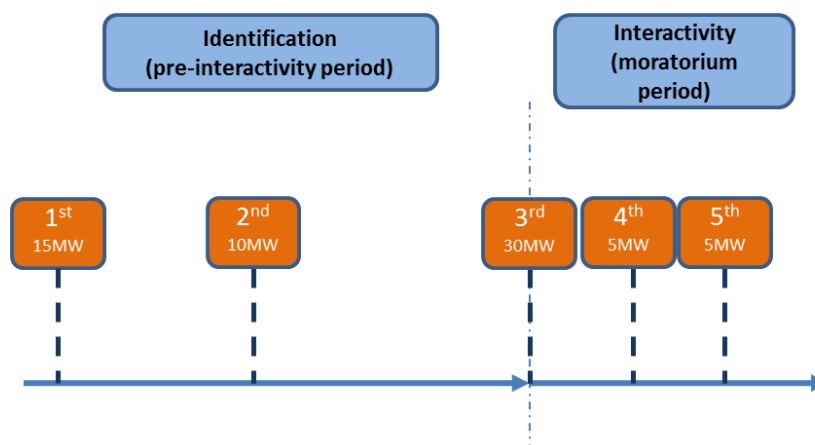 Identification
(pre-interactivity period)
Interactivity
(moratorium
period)
1st
15MW
2nd
10MW
3rd
30MW
4th
5MW
5th
5MW